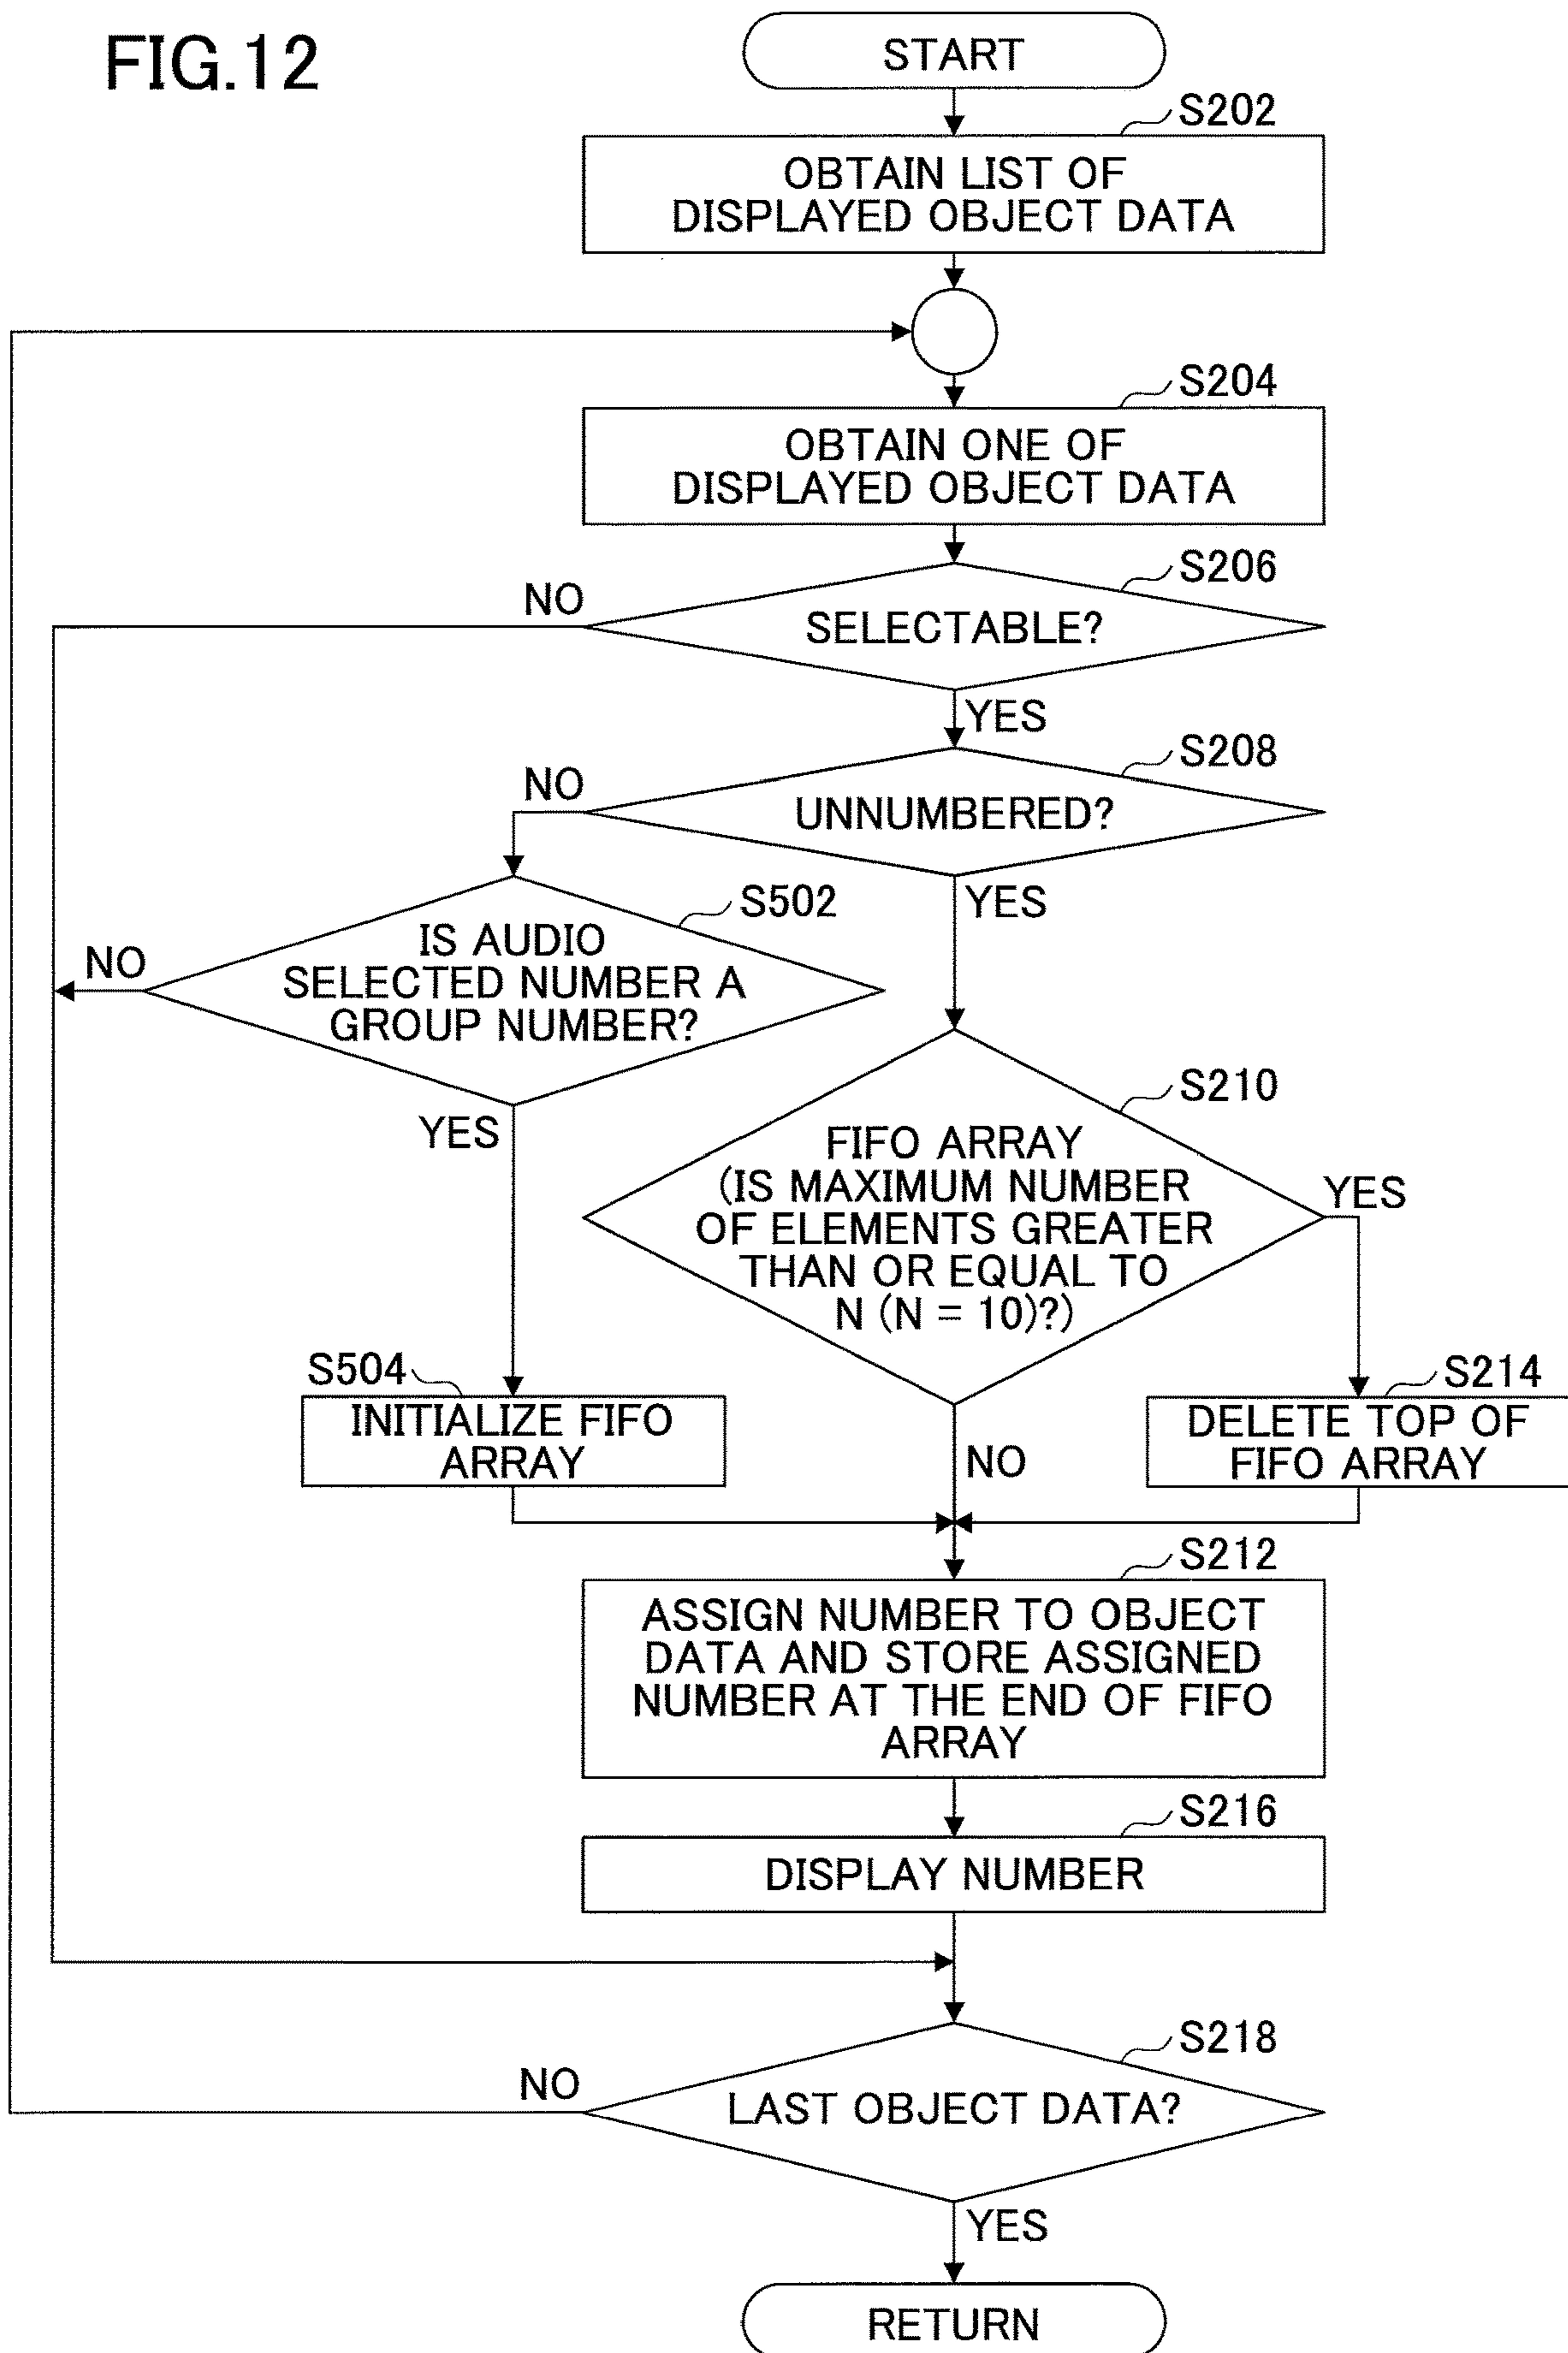 FIG.12
START
S202
OBTAIN LIST OF
DISPLAYED OBJECT DATA
S204
OBTAIN ONE OF
DISPLAYED OBJECT DATA
S206
NO
SELECTABLE?
YES
S208
NO
UNNUMBERED?
YES
S502
IS AUDIO
SELECTED NUMBER A
GROUP NUMBER?
NO
YES
S210
FIFO ARRAY
(IS MAXIMUM NUMBER
OF ELEMENTS GREATER
THAN OR EQUAL TO
N (N = 10)?)
YES
NO
S504
INITIALIZE FIFO
ARRAY
S214
DELETE TOP OF
FIFO ARRAY
S212
ASSIGN NUMBER TO OBJECT
DATA AND STORE ASSIGNED
NUMBER AT THE END OF FIFO
ARRAY
S216
DISPLAY NUMBER
S218
NO
LAST OBJECT DATA?
YES
RETURN